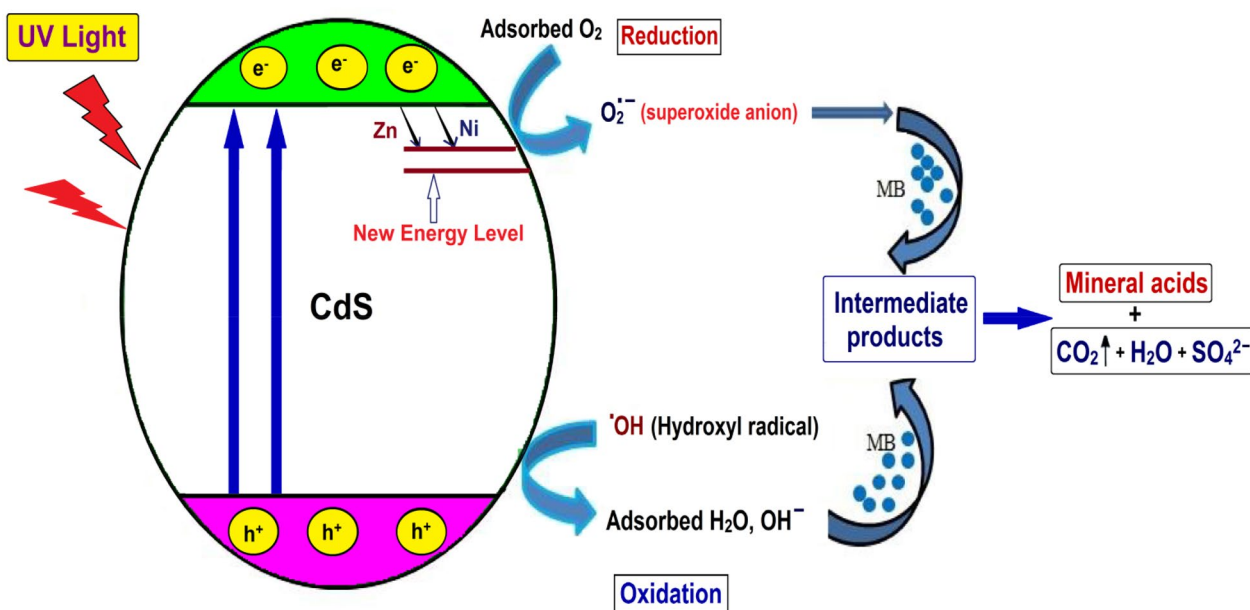 UV Light
e⁻ e⁻ e⁻
Adsorbed O₂ Reduction
Zn Ni
O₂•⁻ (superoxide anion)
MB
New Energy Level
CdS
Intermediate
products
Mineral acids
+
CO₂↑ + H₂O + SO₄²⁻
•OH (Hydroxyl radical)
MB
h⁺ h⁺ h⁺
Adsorbed H₂O, OH⁻
Oxidation